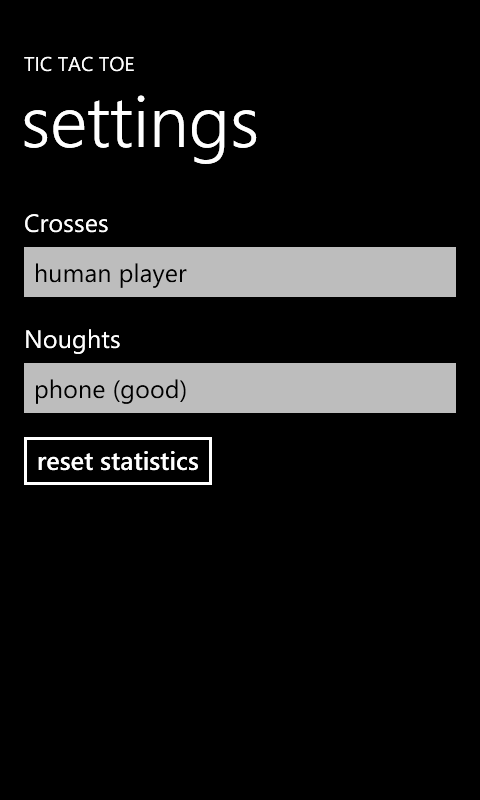 TIC TAC TOE
settings
Crosses
human player
Noughts
phone (good)
reset statistics